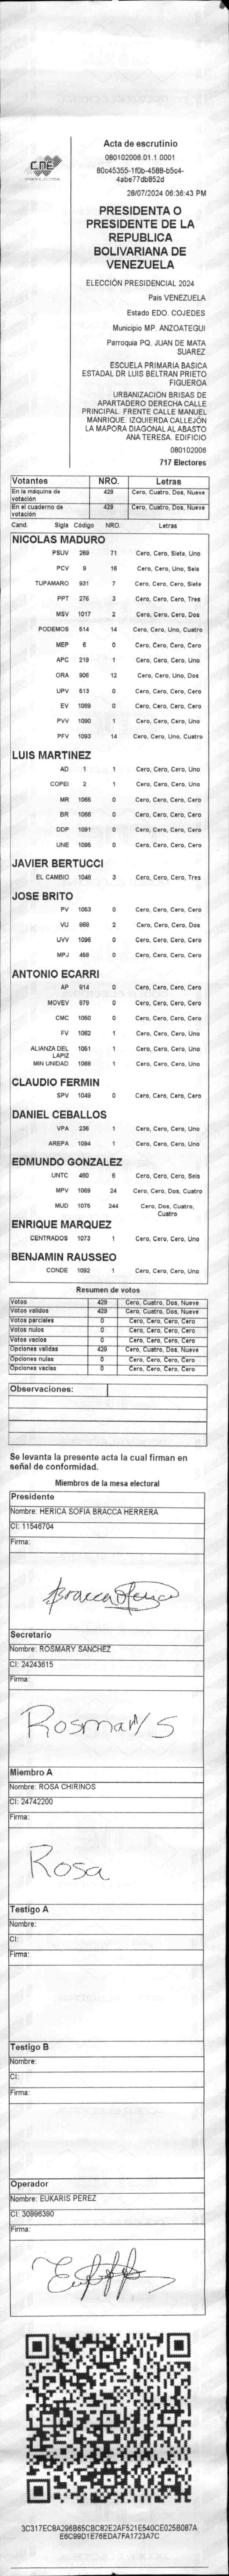 CNE
Acta de escrutinio
080102006.01.1.0001
80c45355-1f0b-4588-b5c4-
4abe77db852d
28/07/2024 06:36:43 PM
PRESIDENTA O
PRESIDENTE DE LA
REPUBLICA
BOLIVARIANA DE
VENEZUELA
ELECCIÓN PRESIDENCIAL 2024
País VENEZUELA
Estado EDO. COJEDES
Municipio MP. ANZOATEGUI
Parroquia PQ. JUAN DE MATA
SUAREZ
ESCUELA PRIMARIA BASICA
ESTADAL DR LUIS BELTRAN PRIETO
FIGUEROA
URBANIZACIÓN BRISAS DE
APARTADERO DERECHA CALLE
PRINCIPAL. FRENTE CALLE MANUEL
MANRIQUE. IZQUIERDA CALLEJÓN
LA MAPORA DIAGONAL AL ABASTO
ANA TERESA. EDIFICIO
080102006
717 Electores
Votantes NRO. Letras
En la máquina de votación 429 Cero, Cuatro, Dos, Nueve
En el cuaderno de votación 429 Cero, Cuatro, Dos, Nueve
Cand. Sigla Código NRO. Letras
NICOLAS MADURO
PSUV 269 71 Cero, Cero, Siete, Uno
PCV 9 16 Cero, Cero, Uno, Seis
TUPAMARO 931 7 Cero, Cero, Cero, Siete
PPT 276 3 Cero, Cero, Cero, Tres
MSV 1017 2 Cero, Cero, Cero, Dos
PODEMOS 514 14 Cero, Cero, Uno, Cuatro
MEP 6 0 Cero, Cero, Cero, Cero
APC 219 1 Cero, Cero, Cero, Uno
ORA 906 12 Cero, Cero, Uno, Dos
UPV 513 0 Cero, Cero, Cero, Cero
EV 1089 0 Cero, Cero, Cero, Cero
PVV 1090 1 Cero, Cero, Cero, Uno
PFV 1093 14 Cero, Cero, Uno, Cuatro
LUIS MARTINEZ
AD 1 1 Cero, Cero, Cero, Uno
COPEI 2 1 Cero, Cero, Cero, Uno
MR 1065 0 Cero, Cero, Cero, Cero
BR 1066 0 Cero, Cero, Cero, Cero
DDP 1091 0 Cero, Cero, Cero, Cero
UNE 1095 0 Cero, Cero, Cero, Cero
JAVIER BERTUCCI
EL CAMBIO 1048 3 Cero, Cero, Cero, Tres
JOSE BRITO
PV 1053 0 Cero, Cero, Cero, Cero
VU 868 2 Cero, Cero, Cero, Dos
UVV 1096 0 Cero, Cero, Cero, Cero
MPJ 459 0 Cero, Cero, Cero, Cero
ANTONIO ECARRI
AP 914 0 Cero, Cero, Cero, Cero
MOVEV 979 0 Cero, Cero, Cero, Cero
CMC 1050 0 Cero, Cero, Cero, Cero
FV 1062 1 Cero, Cero, Cero, Uno
ALIANZA DEL LAPIZ 1051 1 Cero, Cero, Cero, Uno
MIN UNIDAD 1068 1 Cero, Cero, Cero, Uno
CLAUDIO FERMIN
SPV 1049 0 Cero, Cero, Cero, Cero
DANIEL CEBALLOS
VPA 236 1 Cero, Cero, Cero, Uno
AREPA 1094 1 Cero, Cero, Cero, Uno
EDMUNDO GONZALEZ
UNTC 460 6 Cero, Cero, Cero, Seis
MPV 1069 24 Cero, Cero, Dos, Cuatro
MUD 1075 244 Cero, Dos, Cuatro,
Cuatro
ENRIQUE MARQUEZ
CENTRADOS 1073 1 Cero, Cero, Cero, Uno
BENJAMIN RAUSSEO
CONDE 1092 1 Cero, Cero, Cero, Uno
Resumen de votos
Votos 429 Cero, Cuatro, Dos, Nueve
Votos validos 429 Cero, Cuatro, Dos, Nueve
Votos parciales 0 Cero, Cero, Cero, Cero
Votos nulos 0 Cero, Cero, Cero, Cero
Votos vacios 0 Cero, Cero, Cero, Cero
Opciones validas 429 Cero, Cuatro, Dos, Nueve
Opciones nulas 0 Cero, Cero, Cero, Cero
Opciones vacias 0 Cero, Cero, Cero, Cero
Observaciones:
Se levanta la presente acta la cual firman en
señal de conformidad.
Miembros de la mesa electoral
Presidente
Nombre: HERICA SOFIA BRACCA HERRERA
CI: 11546704
Firma:
Secretario
Nombre: ROSMARY SANCHEZ
CI: 24243615
Firma:
Rosmary S
Miembro A
Nombre: ROSA CHIRINOS
CI: 24742200
Firma:
Rosa
Testigo A
Nombre:
CI:
Firma:
Testigo B
Nombre:
CI:
Firma:
Operador
Nombre: EUKARIS PEREZ
CI: 30996390
Firma:
3C317EC8A296B65CBC82E2AF521E540CE025B087A
E6C99D1E76EDA7FA1723A7C